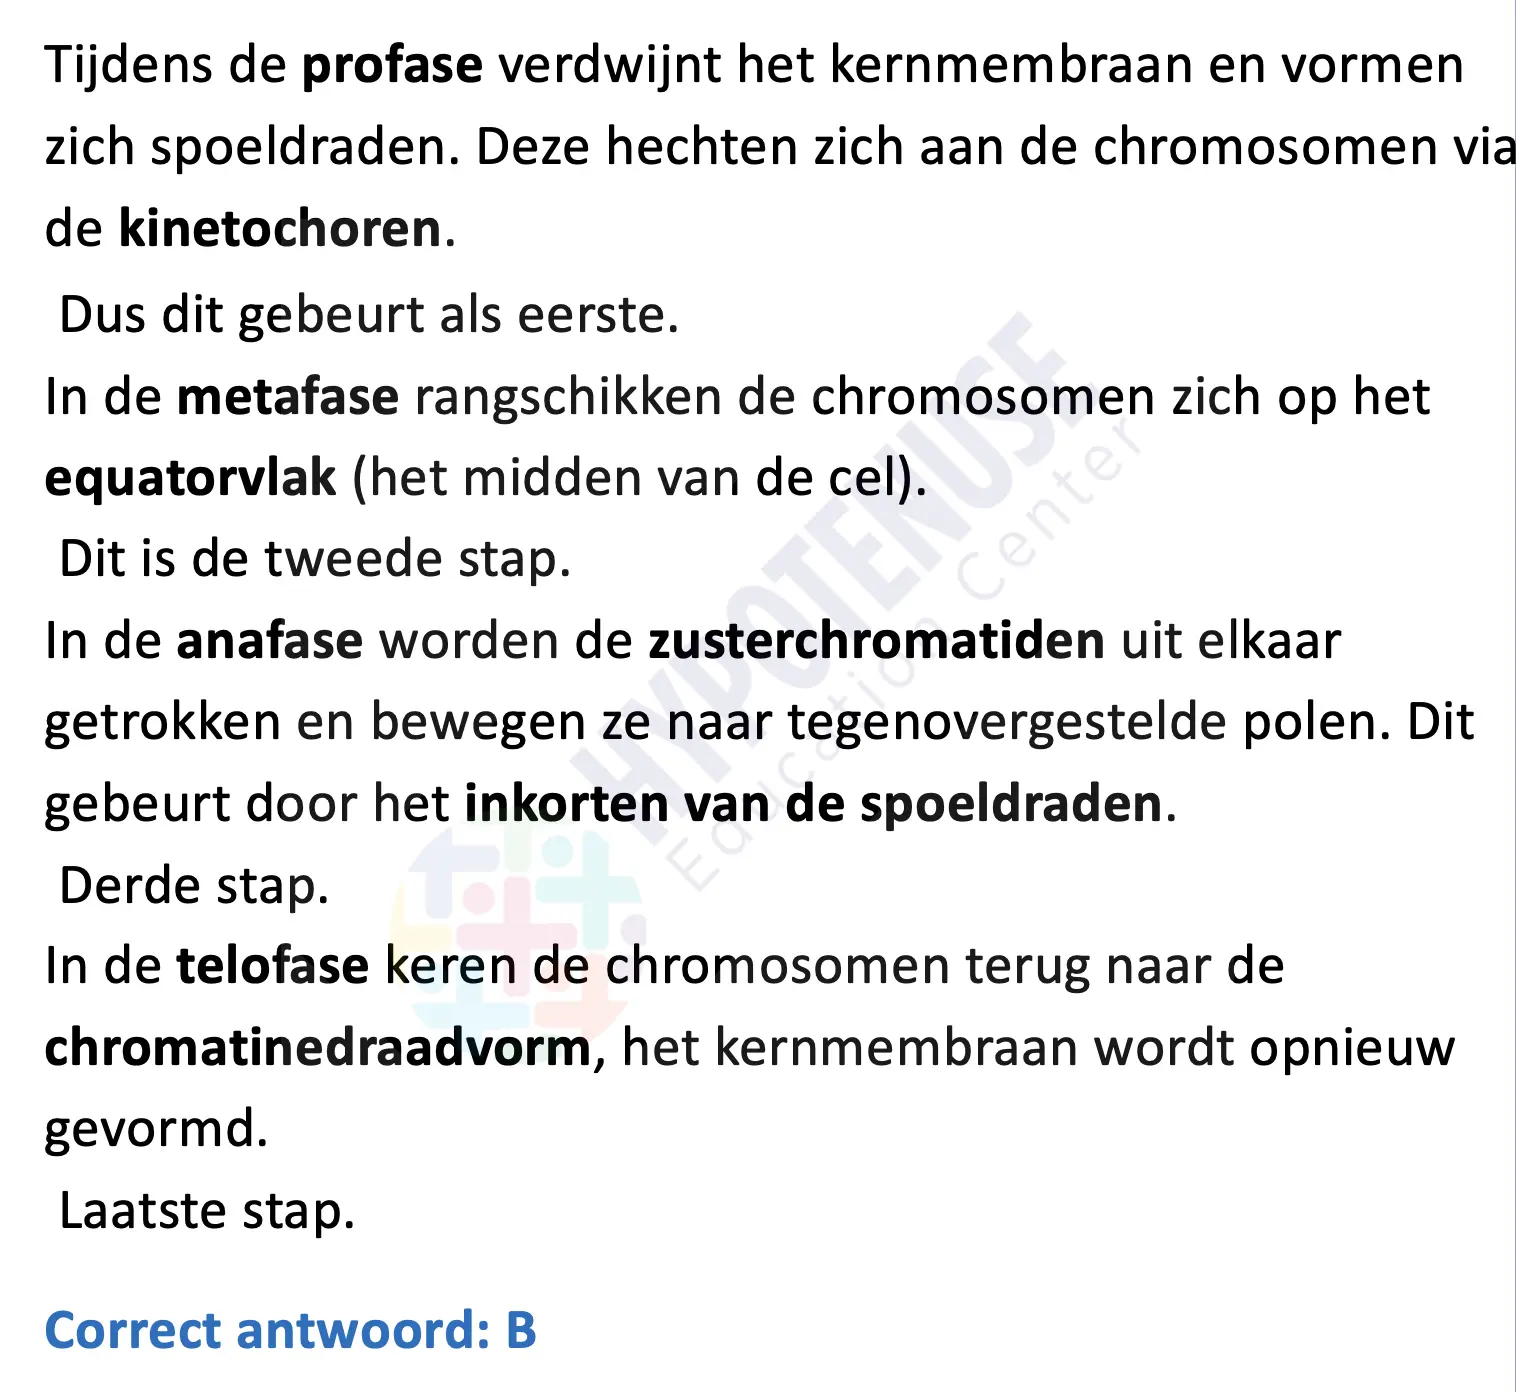 Tijdens de profase verdwijnt het kernmembraan en vormen
zich spoeldraden. Deze hechten zich aan de chromosomen via
de kinetochoren.
Dus dit gebeurt als eerste.
In de metafase rangschikken de chromosomen zich op het
equatorvlak (het midden van de cel).
Dit is de tweede stap.
In de anafase worden de zusterchromatiden uit elkaar
getrokken en bewegen ze naar tegenovergestelde polen. Dit
gebeurt door het inkorten van de spoeldraden.
Derde stap.
In de telofase keren de chromosomen terug naar de
chromatinedraadvorm, het kernmembraan wordt opnieuw
gevormd.
Laatste stap.
Correct antwoord: B
HYPOTENUSE
Education Center